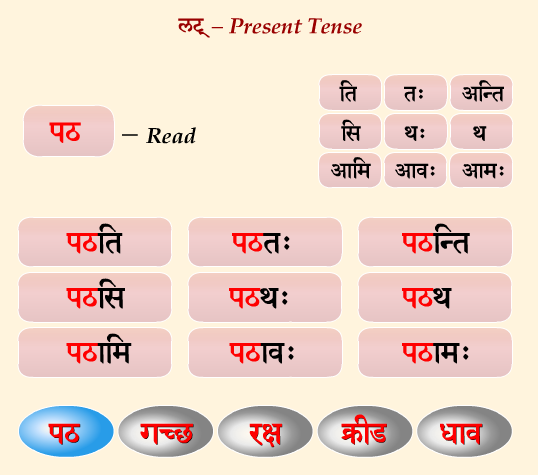 लट् – Present Tense
ति तः अन्ति
पठ – Read
सि थः थ
आमि आवः आमः
पठति पठतः पठन्ति
पठसि पठथः पठथ
पठामि पठावः पठामः
पठ गच्छ रक्ष क्रीड धाव